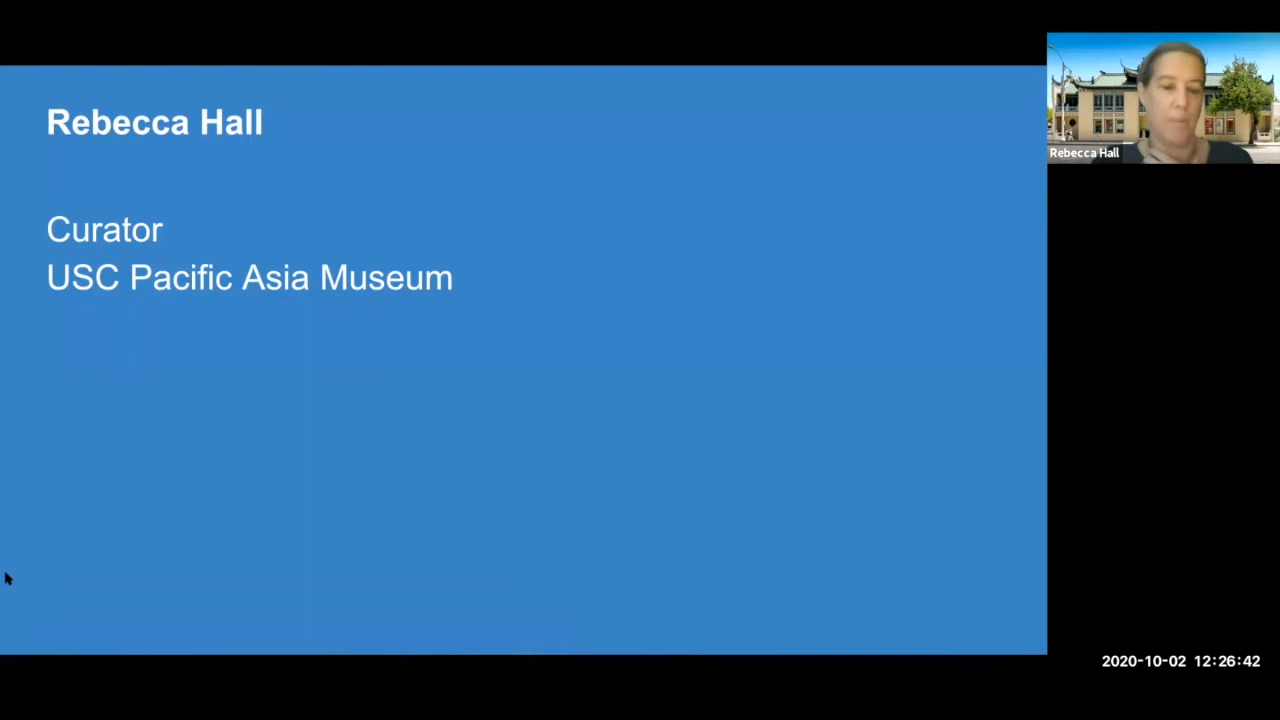 Rebecca Hall
Curator
USC Pacific Asia Museum
Rebecca Hall
2020-10-02 12:26:42